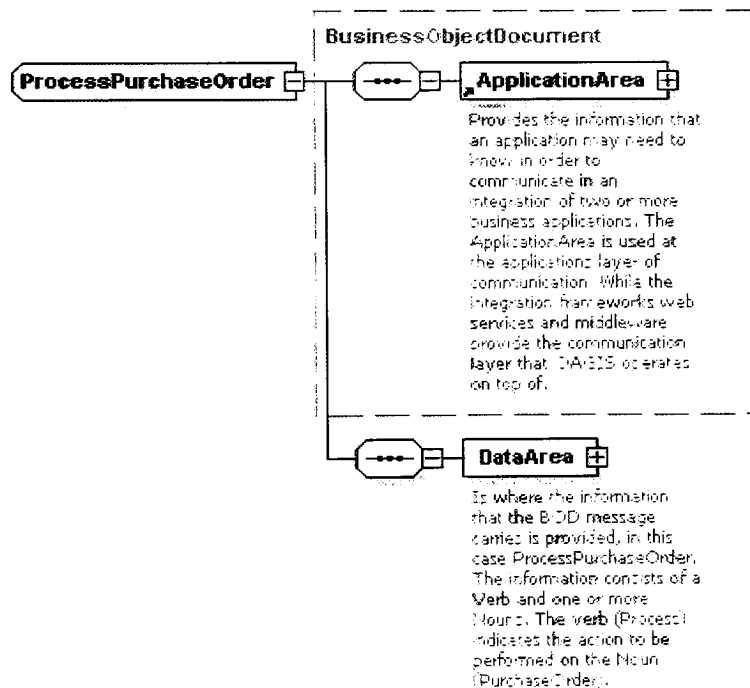 BusinessObjectDocument
ProcessPurchaseOrder
ApplicationArea
Provides the information that
an application may need to
know in order to
communicate in an
integration of two or more
business applications. The
ApplicationArea is used at
the applications layer of
communication. While the
integration frameworks web
services and middleware
provide the communication
layer that OAGIS operates
on top of.
DataArea
Is where the information
that the BOD message
carries is provided, in this
case ProcessPurchaseOrder.
The information consists of a
Verb and one or more
Nouns. The verb (Process)
indicates the action to be
performed on the Noun
(PurchaseOrder).